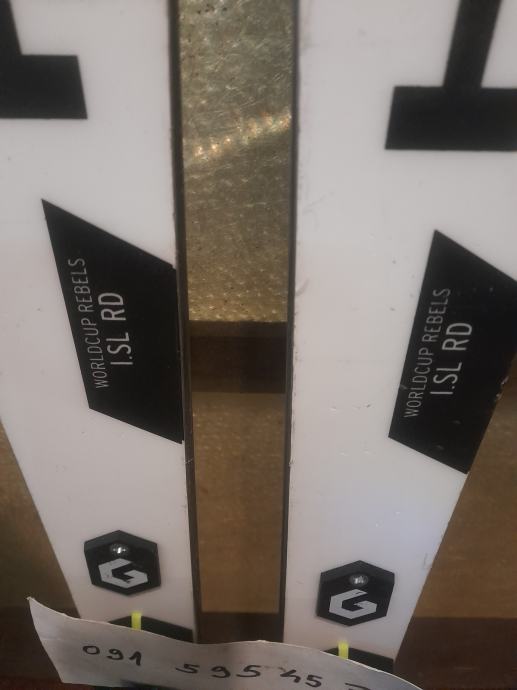 WORLDCUP REBELS
I.SL RD
WORLDCUP REBELS
I.SL RD
G
G
091 595 45